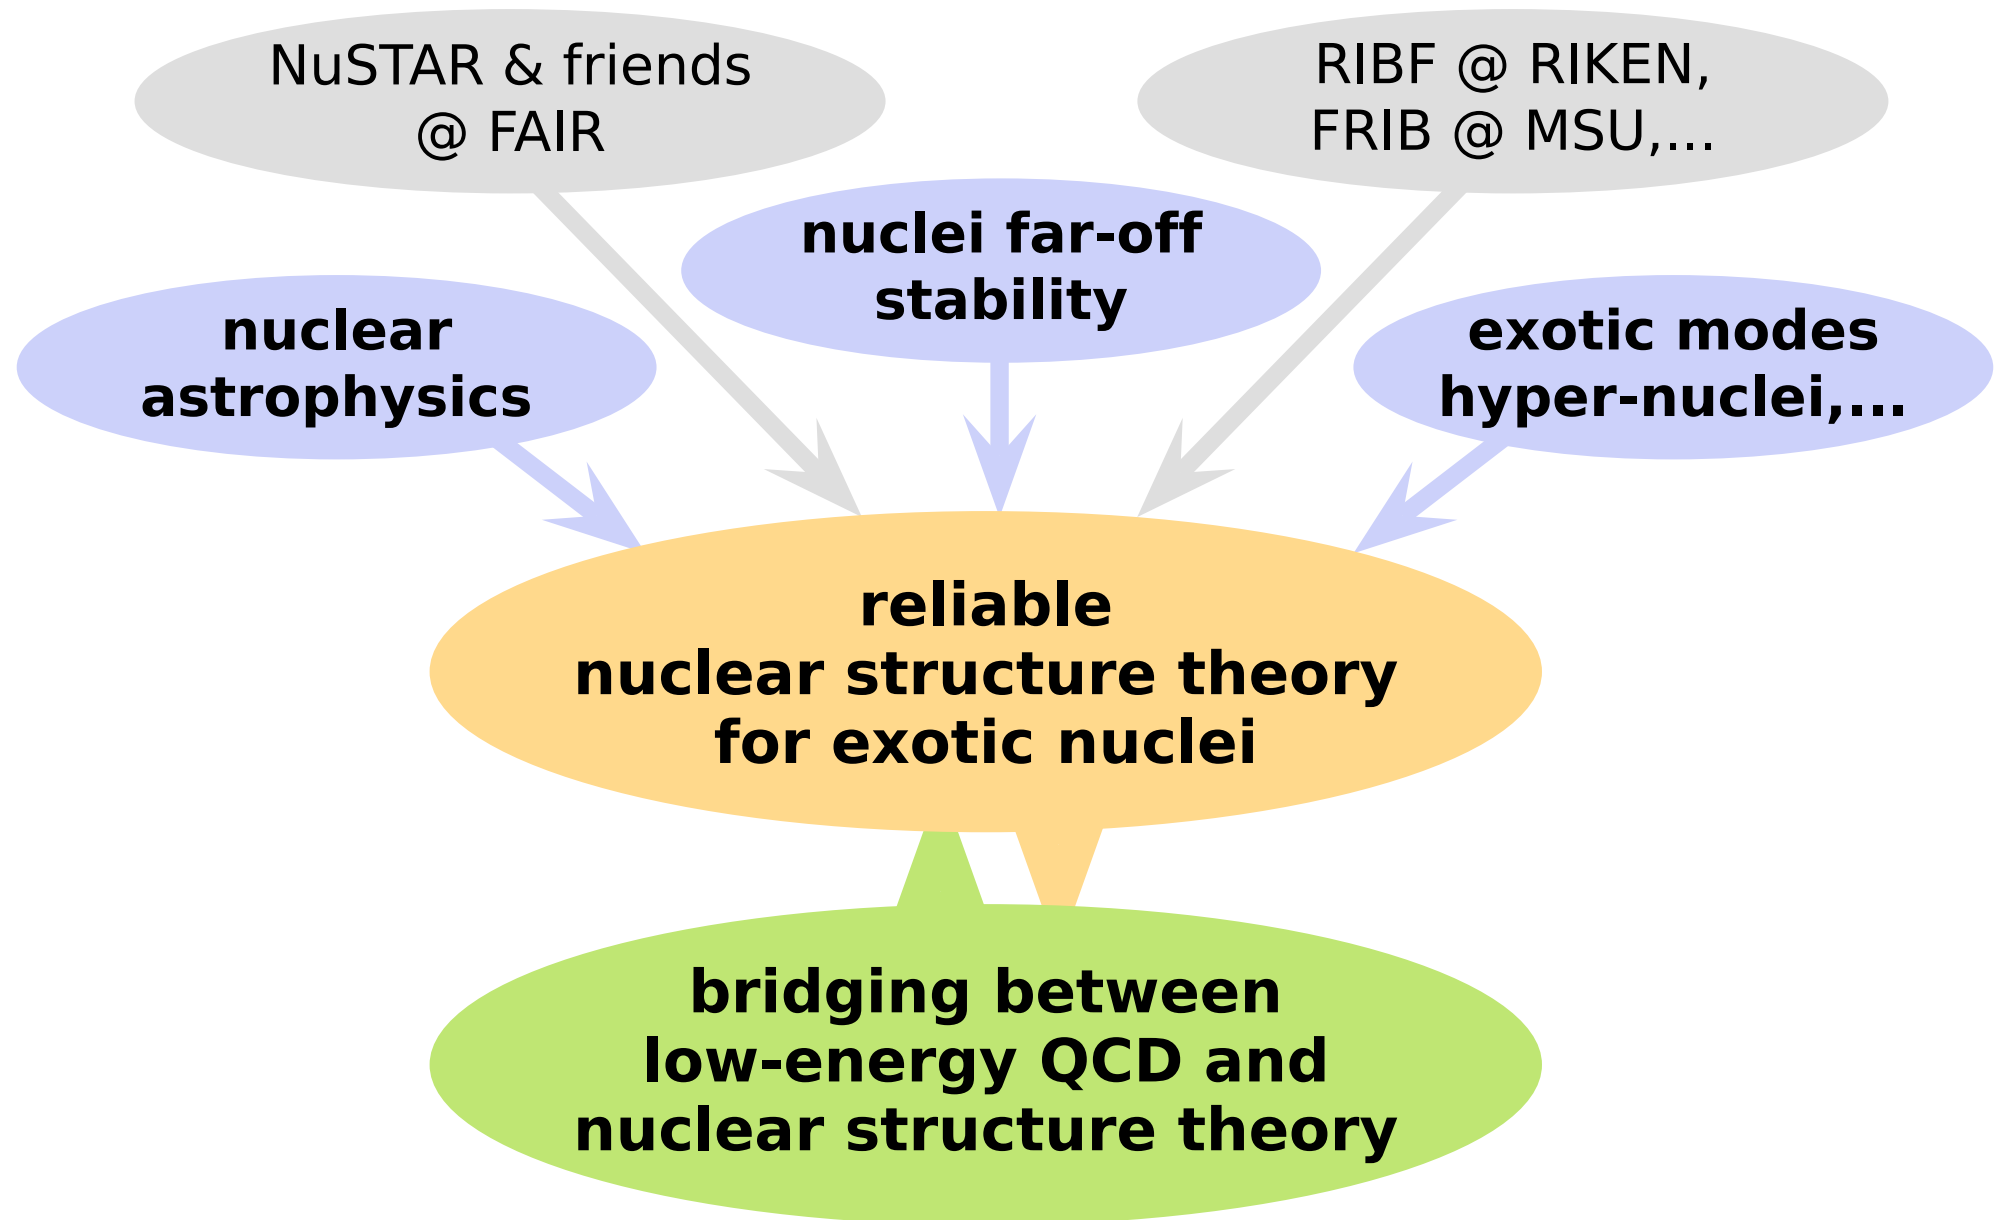 NuSTAR & friends
@ FAIR
RIBF @ RIKEN,
FRIB @ MSU,...
nuclei far-off
stability
nuclear
astrophysics
exotic modes
hyper-nuclei,...
reliable
nuclear structure theory
for exotic nuclei
bridging between
low-energy QCD and
nuclear structure theory